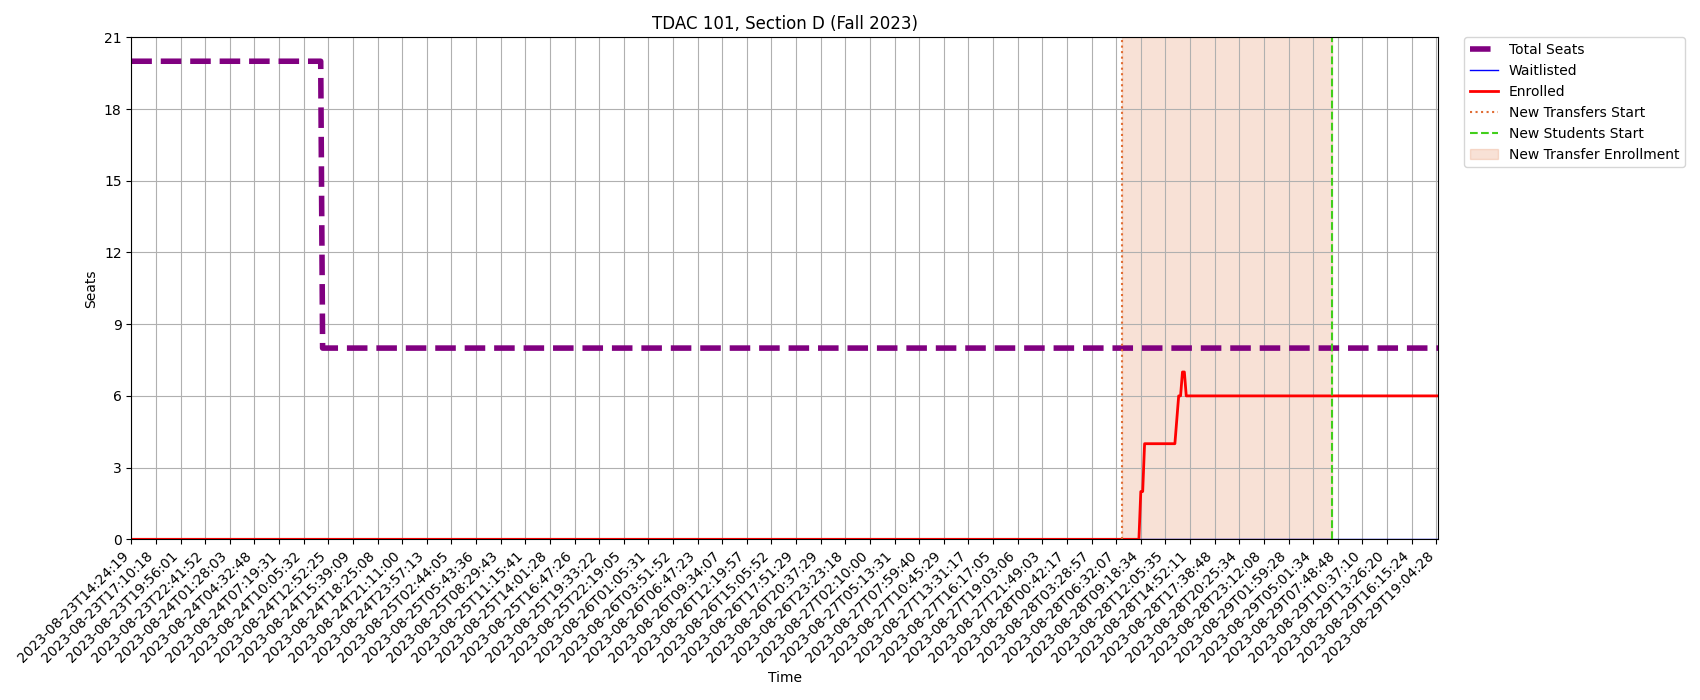 TDAC 101, Section D (Fall 2023)
21
18
15
12
9
6
3
0
Seats
Total Seats
Waitlisted
Enrolled
New Transfers Start
New Students Start
New Transfer Enrollment
2023-08-23T14:24:19
2023-08-23T17:10:18
2023-08-23T19:56:01
2023-08-23T22:41:52
2023-08-24T01:28:03
2023-08-24T04:32:48
2023-08-24T07:19:31
2023-08-24T10:05:32
2023-08-24T12:52:25
2023-08-24T15:39:09
2023-08-24T18:25:08
2023-08-24T21:11:00
2023-08-24T23:57:13
2023-08-25T02:44:05
2023-08-25T05:43:36
2023-08-25T08:29:43
2023-08-25T11:15:41
2023-08-25T14:01:28
2023-08-25T16:47:26
2023-08-25T19:33:22
2023-08-25T22:19:05
2023-08-26T01:05:31
2023-08-26T03:51:52
2023-08-26T06:47:23
2023-08-26T09:34:07
2023-08-26T12:19:57
2023-08-26T15:05:52
2023-08-26T17:51:29
2023-08-26T20:37:29
2023-08-26T23:23:18
2023-08-27T02:10:00
2023-08-27T05:13:31
2023-08-27T07:59:40
2023-08-27T10:45:29
2023-08-27T13:31:17
2023-08-27T16:17:05
2023-08-27T19:03:06
2023-08-27T21:49:03
2023-08-28T00:42:17
2023-08-28T03:28:57
2023-08-28T06:32:07
2023-08-28T09:18:34
2023-08-28T12:05:35
2023-08-28T14:52:11
2023-08-28T17:38:48
2023-08-28T20:25:34
2023-08-28T23:12:08
2023-08-29T01:59:28
2023-08-29T05:01:34
2023-08-29T07:48:48
2023-08-29T10:37:10
2023-08-29T13:26:20
2023-08-29T16:15:24
2023-08-29T19:04:28
Time